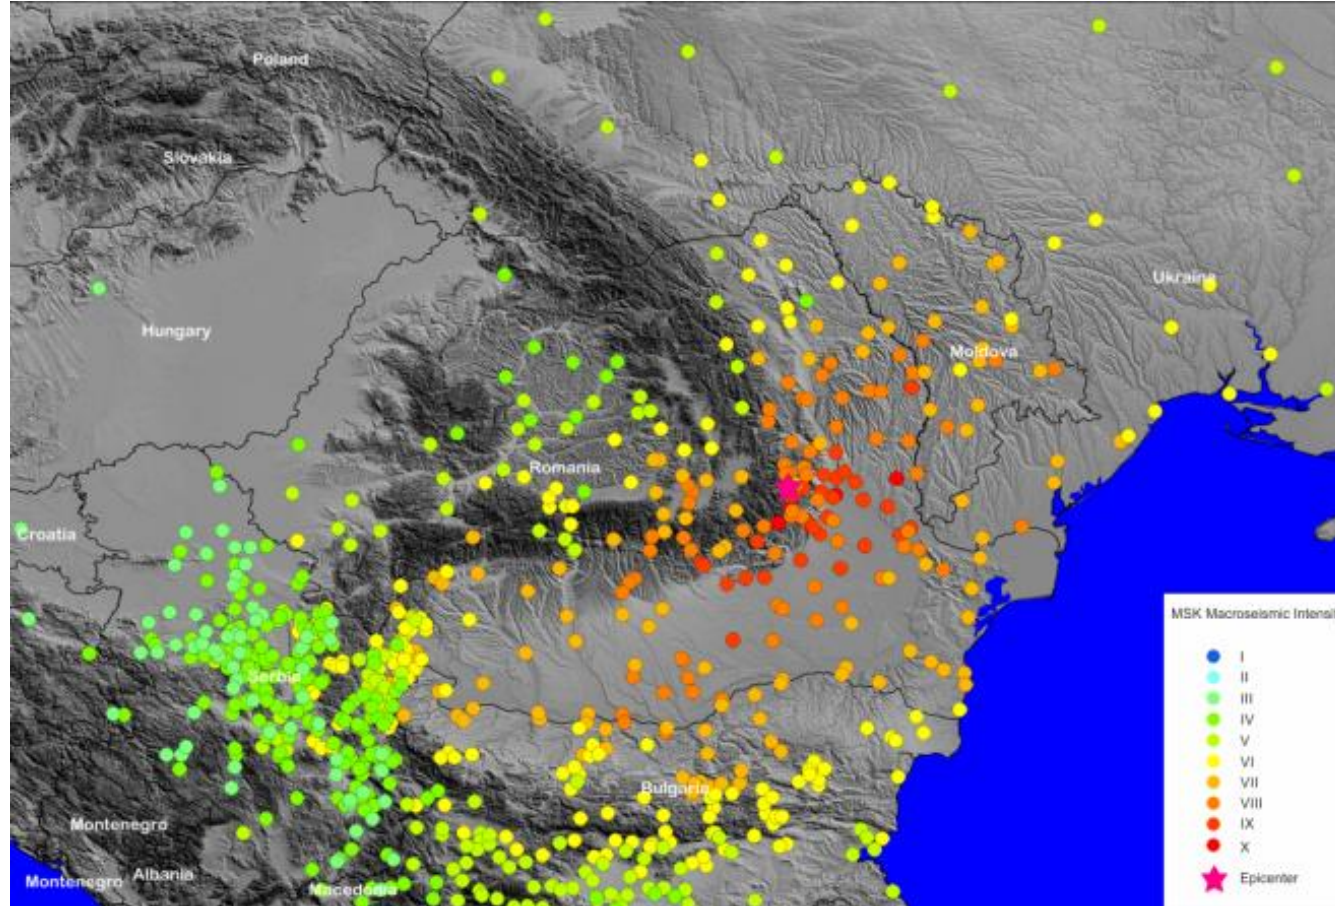 Poland
Slovakia
Ukraina
Hungary
Moldova
Romania
Croatia
MSK Macroseismic Intensi
I
II
III
IV
V
VI
VII
VIII
IX
X
Epicenter
Serbia
Bulgaria
Montenegro
Albania
Montenegro
Macedonia